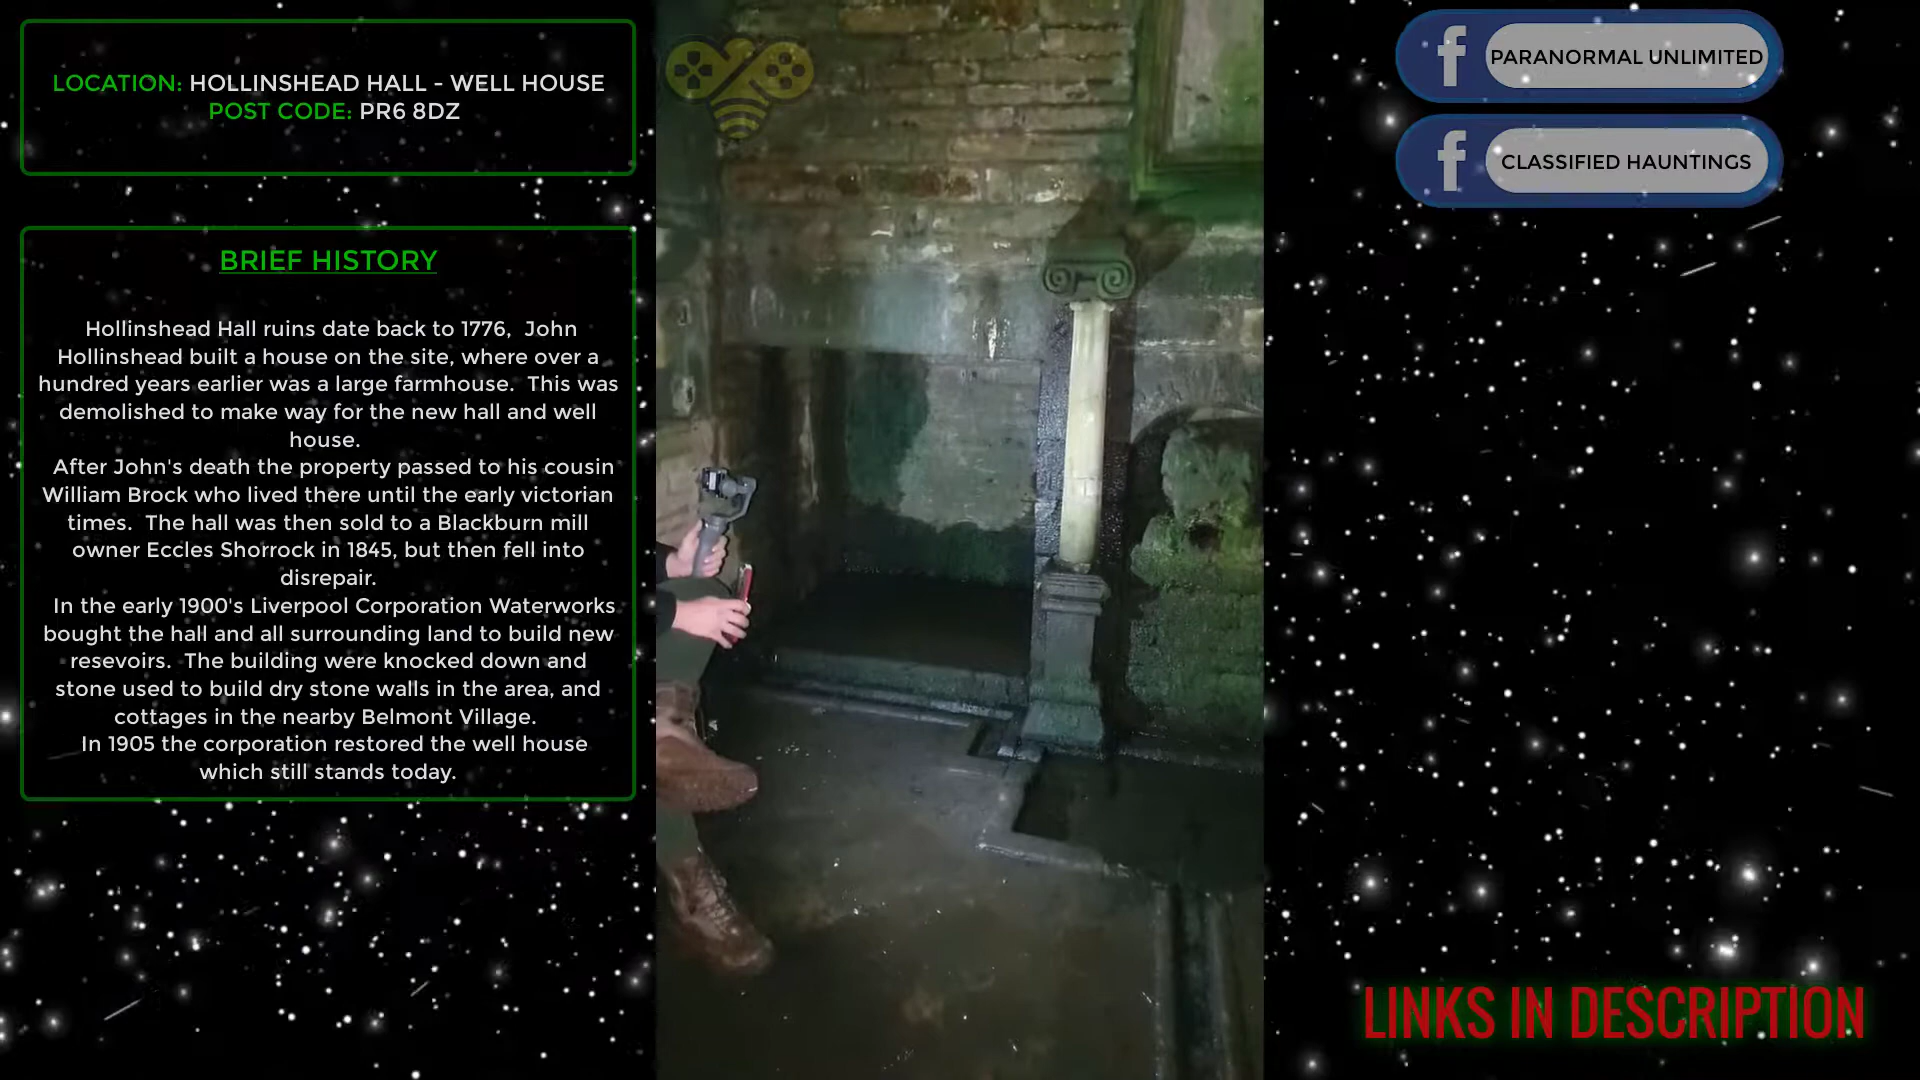 LOCATION: HOLLINSHEAD HALL - WELL HOUSE
POST CODE: PR6 8DZ
BRIEF HISTORY
Hollinshead Hall ruins date back to 1776, John
Hollinshead built a house on the site, where over a
hundred years earlier was a large farmhouse. This was
demolished to make way for the new hall and well
house.
After John's death the property passed to his cousin
William Brock who lived there until the early victorian
times. The hall was then sold to a Blackburn mill
owner Eccles Shorrock in 1845, but then fell into
disrepair.
In the early 1900's Liverpool Corporation Waterworks
bought the hall and all surrounding land to build new
resevoirs. The building were knocked down and
stone used to build dry stone walls in the area, and
cottages in the nearby Belmont Village.
In 1905 the corporation restored the well house
which still stands today.
f PARANORMAL UNLIMITED
f CLASSIFIED HAUNTINGS
LINKS IN DESCRIPTION